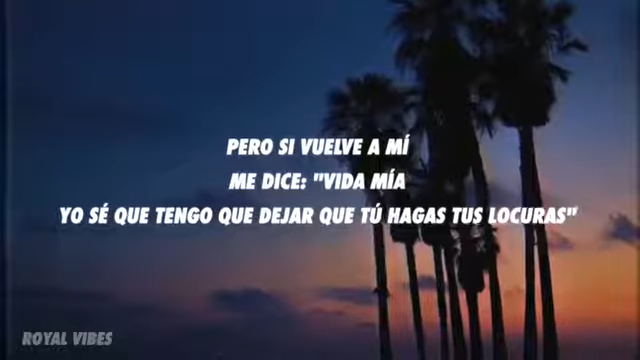 PERO SI VUELVE A MÍ
ME DICE: "VIDA MÍA
YO SÉ QUE TENGO QUE DEJAR QUE TÚ HAGAS TUS LOCURAS"
ROYAL VIBES